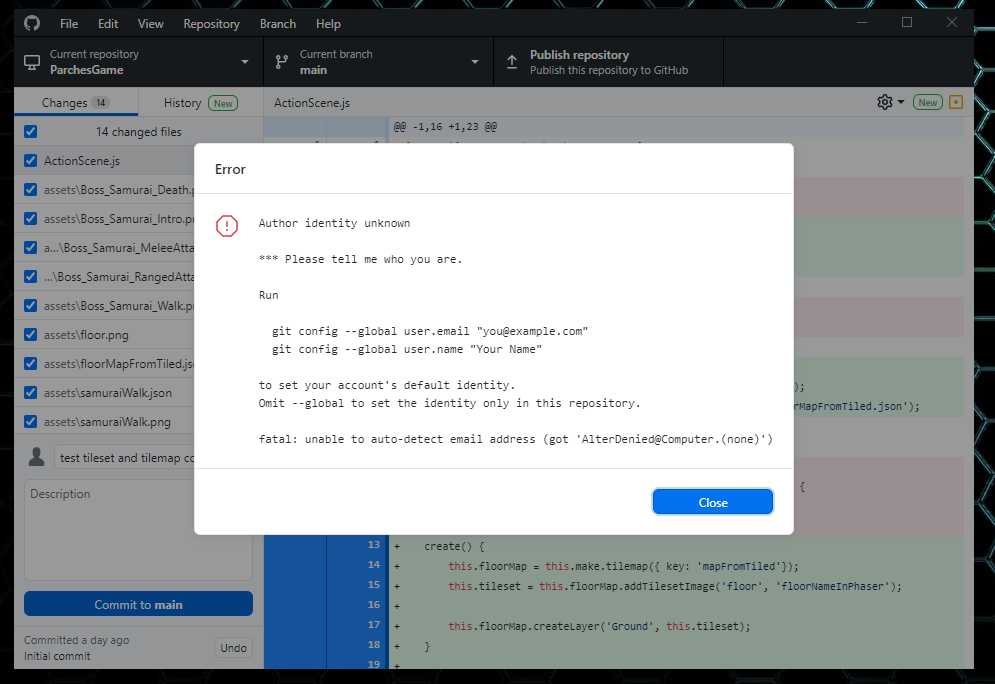 File Edit View Repository Branch Help
Current repository
ParchesGame
Current branch
main
Publish repository
Publish this repository to GitHub
Changes 14
History New
ActionScene.js
New
14 changed files
@@ -1,16 +1,23 @@
ActionScene.js
assets\Boss_Samurai_Death.p
assets\Boss_Samurai_Intro.pn
a...\Boss_Samurai_MeleeAtta
...\Boss_Samurai_RangedAtta
assets\Boss_Samurai_Walk.pn
assets\floor.png
assets\floorMapFromTiled.jso
assets\samuraiWalk.json
assets\samuraiWalk.png
test tileset and tilemap co
Description
Commit to main
Committed a day ago
Initial commit
Undo
Error
Author identity unknown
*** Please tell me who you are.
Run
git config --global user.email "you@example.com"
git config --global user.name "Your Name"
to set your account's default identity.
Omit --global to set the identity only in this repository.
fatal: unable to auto-detect email address (got 'AlterDenied@Computer.(none)')
Close
);
rMapFromTiled.json');
{
13 + create() {
14 + this.floorMap = this.make.tilemap({ key: 'mapFromTiled'});
15 + this.tileset = this.floorMap.addTilesetImage('floor', 'floorNameInPhaser');
16 +
17 + this.floorMap.createLayer('Ground', this.tileset);
18 + }
19 +